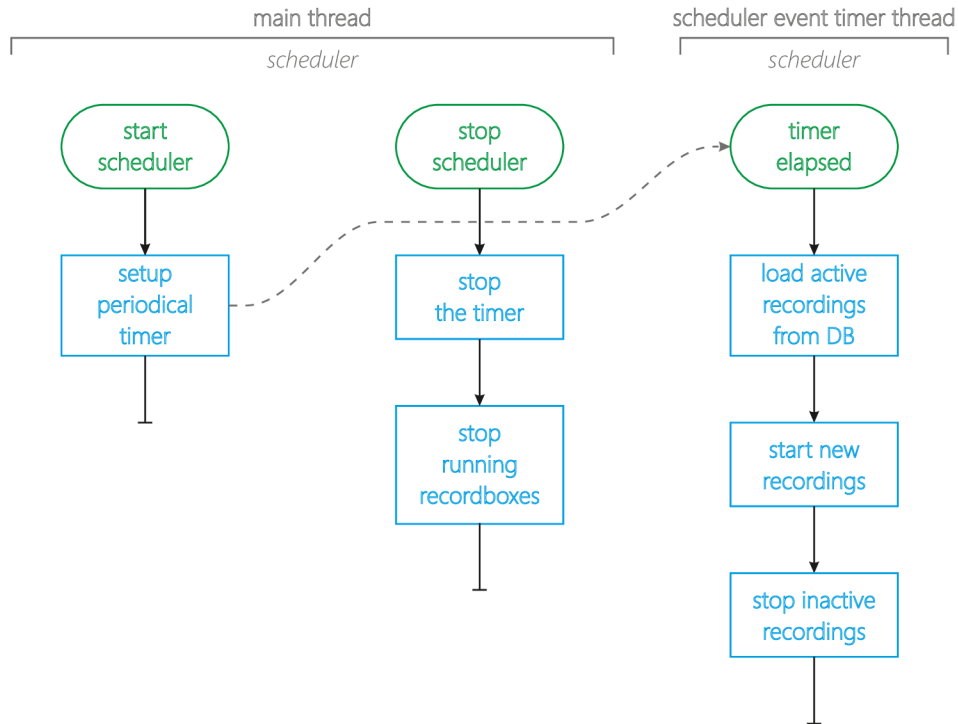 main thread
scheduler event timer thread
scheduler
scheduler
start
scheduler
setup
periodical
timer
stop
scheduler
stop
the timer
stop
running
recordboxes
timer
elapsed
load active
recordings
from DB
start new
recordings
stop inactive
recordings